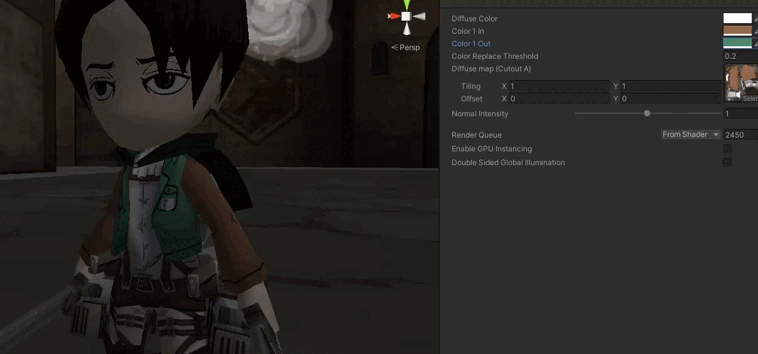 Persp
Diffuse Color
Color 1 In
Color 1 Out
Color Replace Threshold 0.2
Diffuse map (Cutout A)
Tiling X 1 Y 1
Offset X 0 Y 0
Selec
Normal Intensity 1
Render Queue From Shader 2450
Enable GPU Instancing
Double Sided Global Illumination